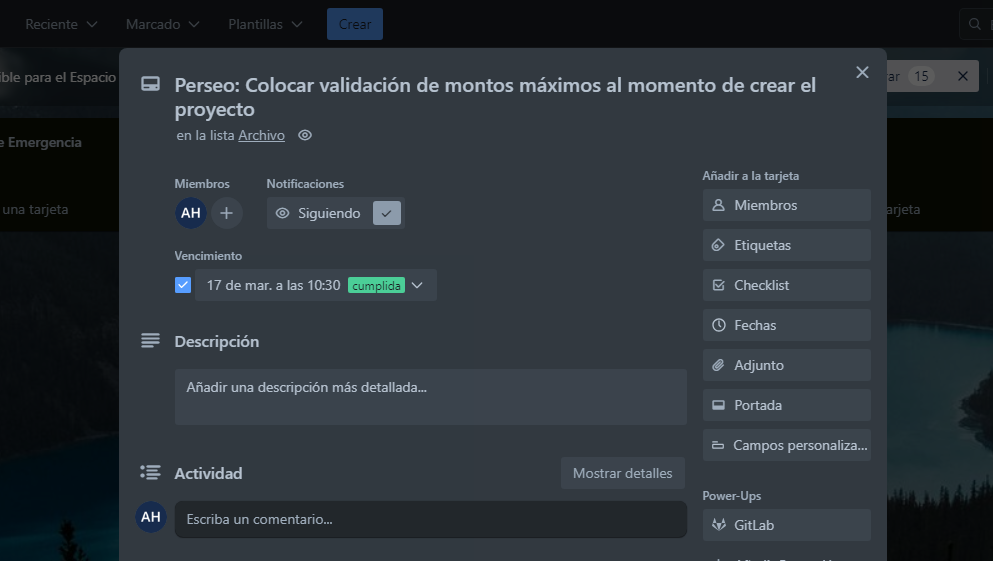 Reciente
Marcado
Plantillas
Crear
ible para el Espacio
ar 15
e Emergencia
una tarjeta
arjeta
Perseo: Colocar validación de montos máximos al momento de crear el
proyecto
en la lista Archivo
Miembros
AH
Notificaciones
Siguiendo
Vencimiento
17 de mar. a las 10:30 cumplida
Descripción
Añadir una descripción más detallada...
Actividad
Mostrar detalles
AH
Escriba un comentario...
Añadir a la tarjeta
Miembros
Etiquetas
Checklist
Fechas
Adjunto
Portada
Campos personaliza...
Power-Ups
GitLab